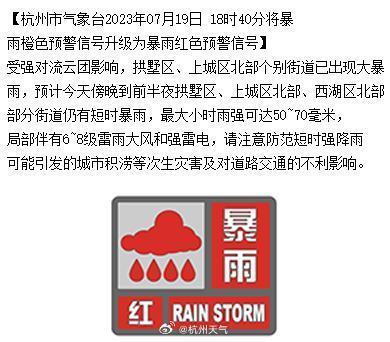 【杭州市气象台2023年07月19日 18时40分将暴
雨橙色预警信号升级为暴雨红色预警信号】
受强对流云团影响，拱墅区、上城区北部个别街道已出现大暴
雨，预计今天傍晚到前半夜拱墅区、上城区北部、西湖区北部
部分街道仍有短时暴雨，最大小时雨强可达50~70毫米，
局部伴有6~8级雷雨大风和强雷电，请注意防范短时强降雨
可能引发的城市积涝等次生灾害及对道路交通的不利影响。
暴雨
红 RAIN STORM
@杭州天气